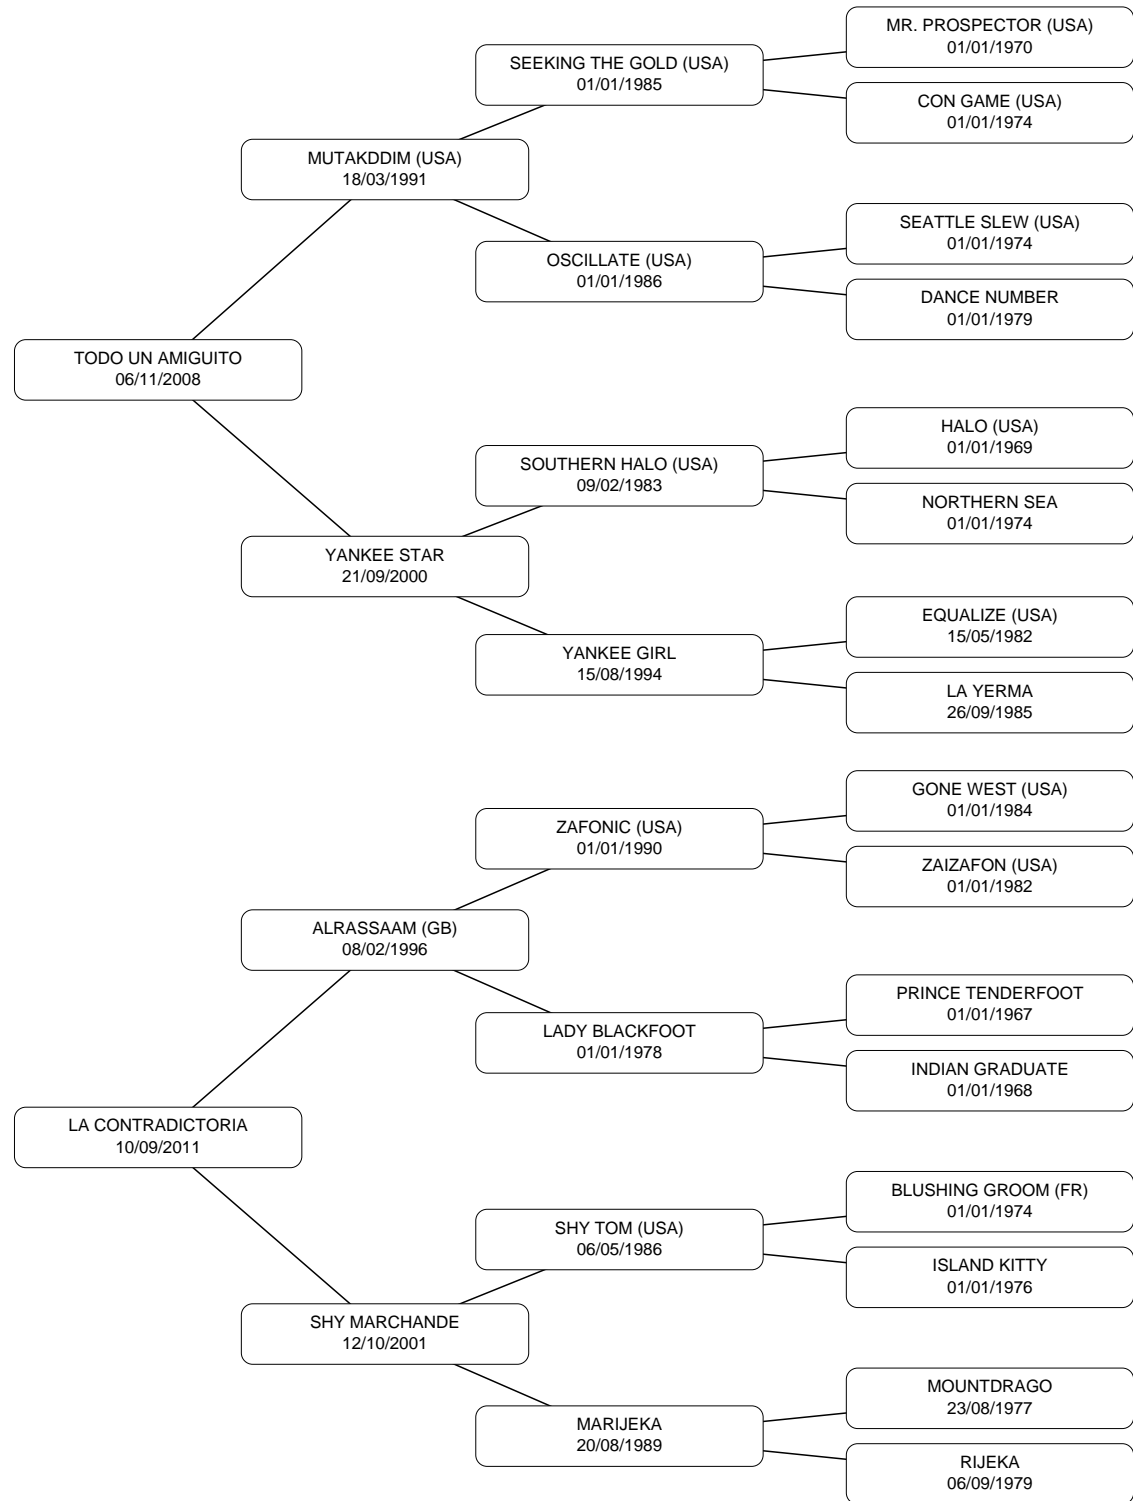 MR. PROSPECTOR (USA)
01/01/1970
SEEKING THE GOLD (USA)
01/01/1985
CON GAME (USA)
01/01/1974
MUTAKDDIM (USA)
18/03/1991
SEATTLE SLEW (USA)
01/01/1974
OSCILLATE (USA)
01/01/1986
DANCE NUMBER
01/01/1979
TODO UN AMIGUITO
06/11/2008
HALO (USA)
01/01/1969
SOUTHERN HALO (USA)
09/02/1983
NORTHERN SEA
01/01/1974
YANKEE STAR
21/09/2000
EQUALIZE (USA)
15/05/1982
YANKEE GIRL
15/08/1994
LA YERMA
26/09/1985
GONE WEST (USA)
01/01/1984
ZAFONIC (USA)
01/01/1990
ZAIZAFON (USA)
01/01/1982
ALRASSAAM (GB)
08/02/1996
PRINCE TENDERFOOT
01/01/1967
LADY BLACKFOOT
01/01/1978
INDIAN GRADUATE
01/01/1968
LA CONTRADICTORIA
10/09/2011
BLUSHING GROOM (FR)
01/01/1974
SHY TOM (USA)
06/05/1986
ISLAND KITTY
01/01/1976
SHY MARCHANDE
12/10/2001
MOUNTDRAGO
23/08/1977
MARIJEKA
20/08/1989
RIJEKA
06/09/1979